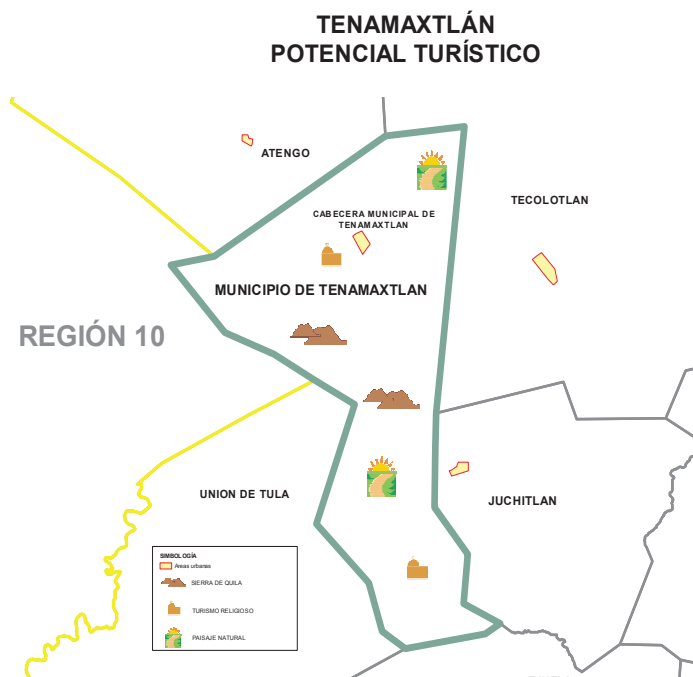 TENAMAXTLÁN
POTENCIAL TURÍSTICO
ATENGO
TECOLOTLAN
CABECERA MUNICIPAL DE
TENAMAXTLAN
MUNICIPIO DE TENAMAXTLAN
REGIÓN 10
UNION DE TULA
JUCHITLAN
SIMBOLOGÍA
Areas urbanas
SIERRA DE QUILA
TURISMO RELIGIOSO
PAISAJE NATURAL